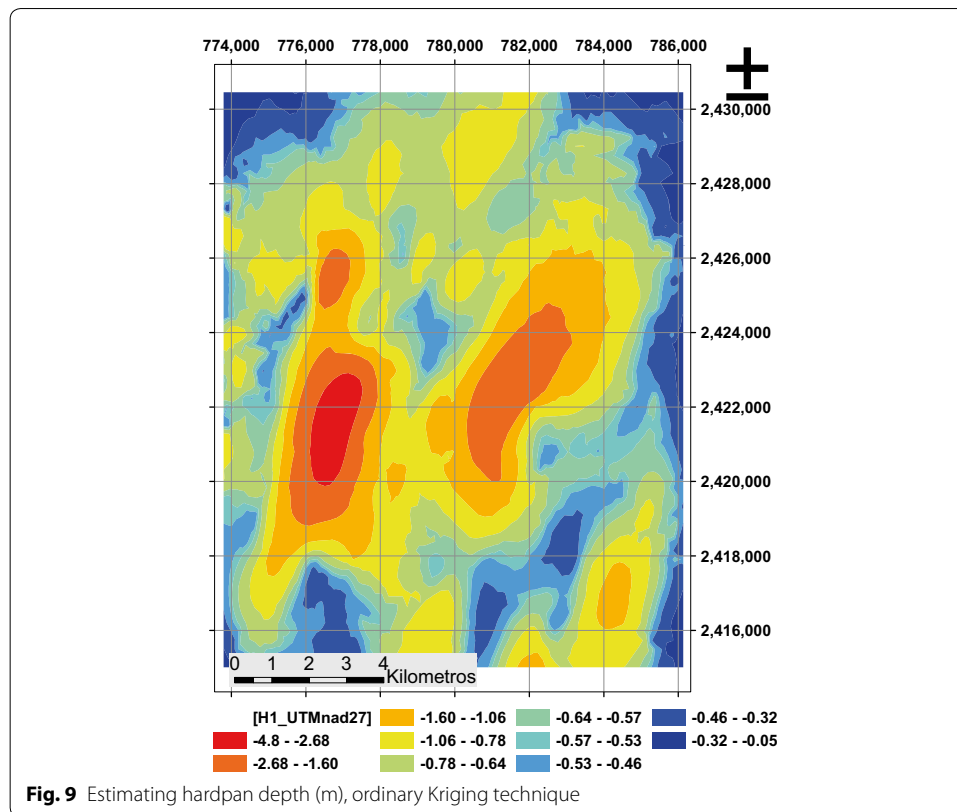 774,000 776,000 778,000 780,000 782,000 784,000 786,000
2,430,000
2,428,000
2,426,000
2,424,000
2,422,000
2,420,000
2,418,000
2,416,000
0 1 2 3 4
Kilometros
[H1_UTMnad27] -1.60 - -1.06 -0.64 - -0.57 -0.46 - -0.32
-4.8 - -2.68 -1.06 - -0.78 -0.57 - -0.53 -0.32 - -0.05
-2.68 - -1.60 -0.78 - -0.64 -0.53 - -0.46
Fig. 9 Estimating hardpan depth (m), ordinary Kriging technique